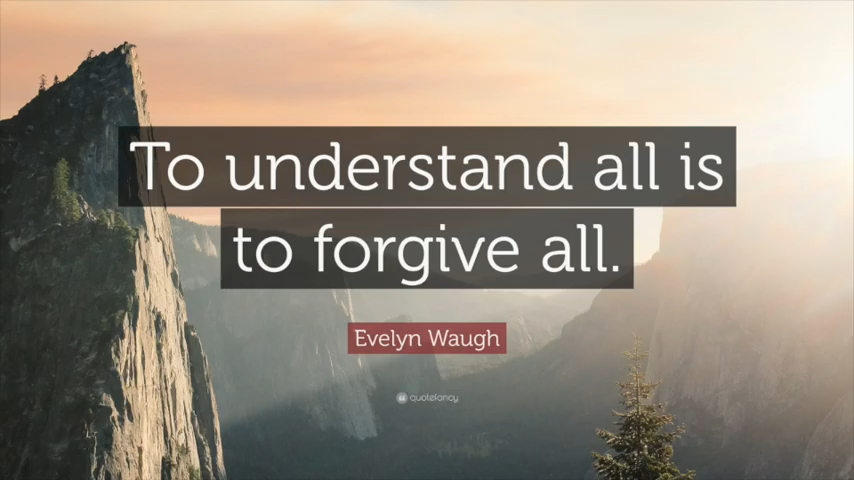 To understand all is
to forgive all.
Evelyn Waugh
quotefancy